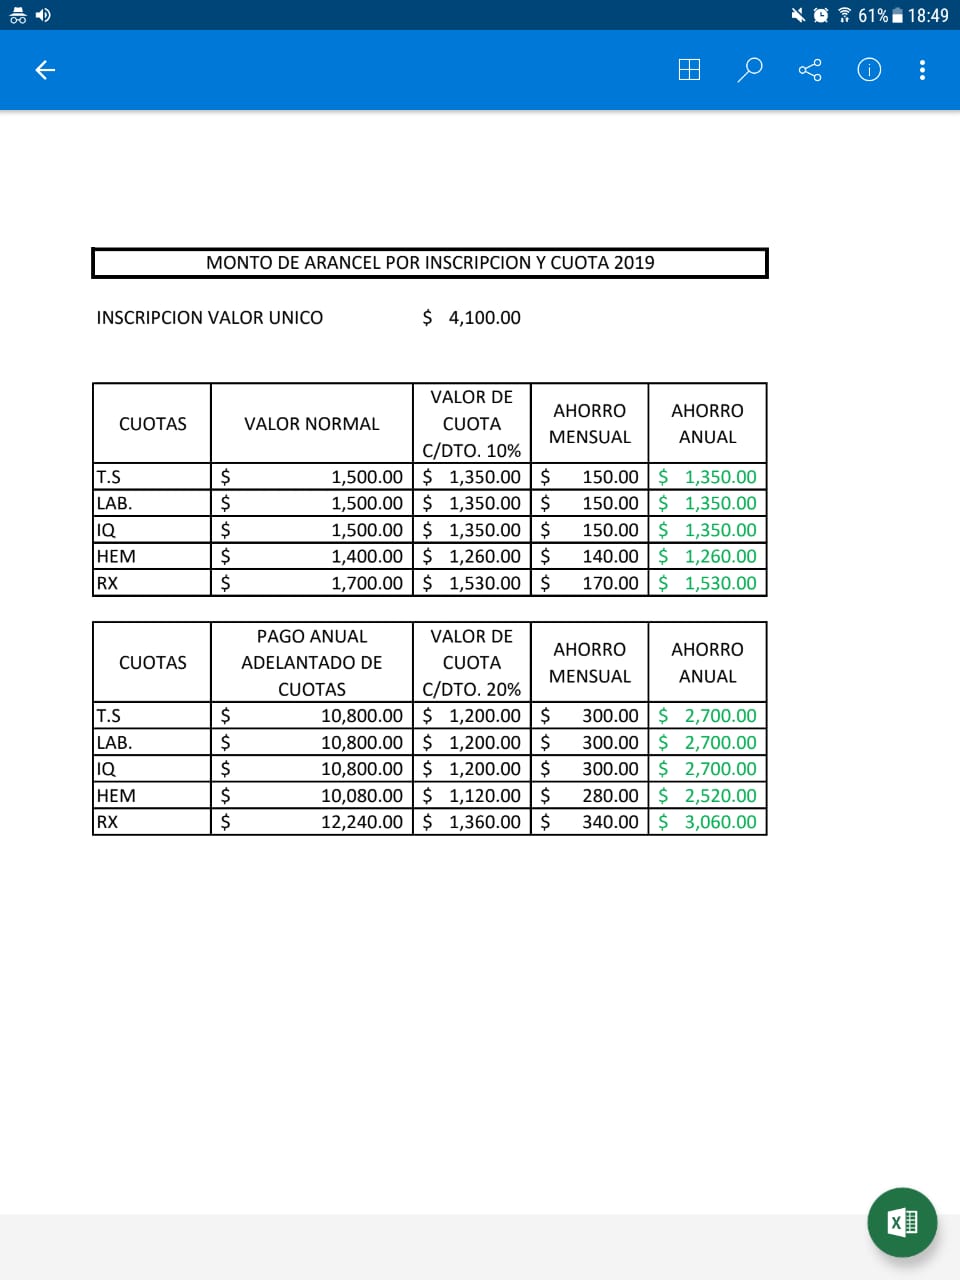 61% 18:49
MONTO DE ARANCEL POR INSCRIPCION Y CUOTA 2019
INSCRIPCION VALOR UNICO $ 4,100.00
CUOTAS VALOR NORMAL VALOR DE CUOTA C/DTO. 10% AHORRO MENSUAL AHORRO ANUAL
T.S $ 1,500.00 $ 1,350.00 $ 150.00 $ 1,350.00
LAB. $ 1,500.00 $ 1,350.00 $ 150.00 $ 1,350.00
IQ $ 1,500.00 $ 1,350.00 $ 150.00 $ 1,350.00
HEM $ 1,400.00 $ 1,260.00 $ 140.00 $ 1,260.00
RX $ 1,700.00 $ 1,530.00 $ 170.00 $ 1,530.00
CUOTAS PAGO ANUAL ADELANTADO DE CUOTAS VALOR DE CUOTA C/DTO. 20% AHORRO MENSUAL AHORRO ANUAL
T.S $ 10,800.00 $ 1,200.00 $ 300.00 $ 2,700.00
LAB. $ 10,800.00 $ 1,200.00 $ 300.00 $ 2,700.00
IQ $ 10,800.00 $ 1,200.00 $ 300.00 $ 2,700.00
HEM $ 10,080.00 $ 1,120.00 $ 280.00 $ 2,520.00
RX $ 12,240.00 $ 1,360.00 $ 340.00 $ 3,060.00
X